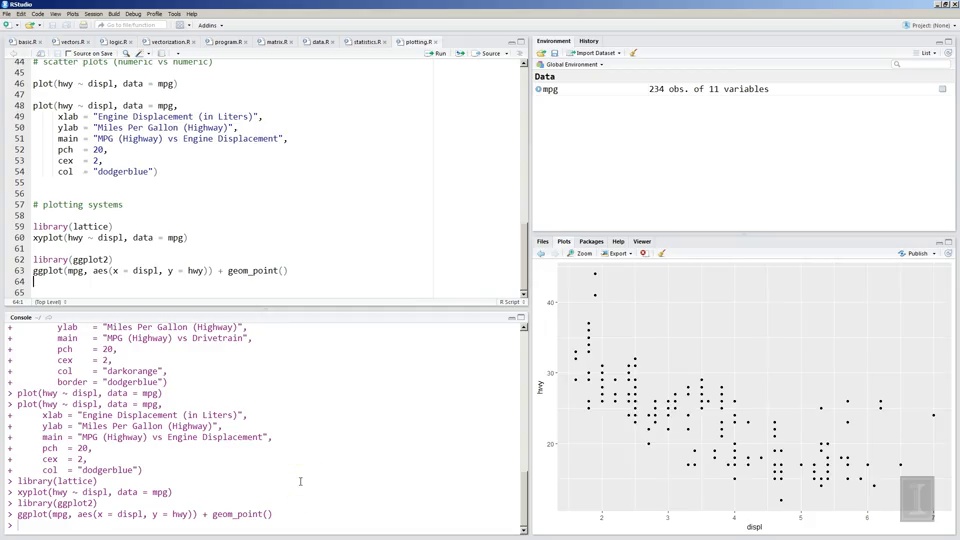 RStudio
File Edit Code View Plots Session Build Debug Profile Tools Help
Go to file/function
Addins
Project: (None)
basic.R
vectors.R
logic.R
vectorization.R
program.R
matrix.R
data.R
statistics.R
plotting.R
Source on Save
Run
Source
44 # scatter plots (numeric vs numeric)
45
46 plot(hwy ~ displ, data = mpg)
47
48 plot(hwy ~ displ, data = mpg,
49 xlab = "Engine Displacement (in Liters)",
50 ylab = "Miles Per Gallon (Highway)",
51 main = "MPG (Highway) vs Engine Displacement",
52 pch = 20,
53 cex = 2,
54 col = "dodgerblue")
55
56
57 # plotting systems
58
59 library(lattice)
60 xyplot(hwy ~ displ, data = mpg)
61
62 library(ggplot2)
63 ggplot(mpg, aes(x = displ, y = hwy)) + geom_point()
64
65
64:1 (Top Level)
R Script
Console ~/
+ ylab = "Miles Per Gallon (Highway)",
+ main = "MPG (Highway) vs Drivetrain",
+ pch = 20,
+ cex = 2,
+ col = "darkorange",
+ border = "dodgerblue")
> plot(hwy ~ displ, data = mpg)
> plot(hwy ~ displ, data = mpg,
+ xlab = "Engine Displacement (in Liters)",
+ ylab = "Miles Per Gallon (Highway)",
+ main = "MPG (Highway) vs Engine Displacement",
+ pch = 20,
+ cex = 2,
+ col = "dodgerblue")
> library(lattice)
> xyplot(hwy ~ displ, data = mpg)
> library(ggplot2)
> ggplot(mpg, aes(x = displ, y = hwy)) + geom_point()
>
Environment History
Import Dataset
List
Global Environment
Data
mpg 234 obs. of 11 variables
Files Plots Packages Help Viewer
Zoom Export
Publish
40
30
20
hwy
2 3 4 5 6 7
displ
I